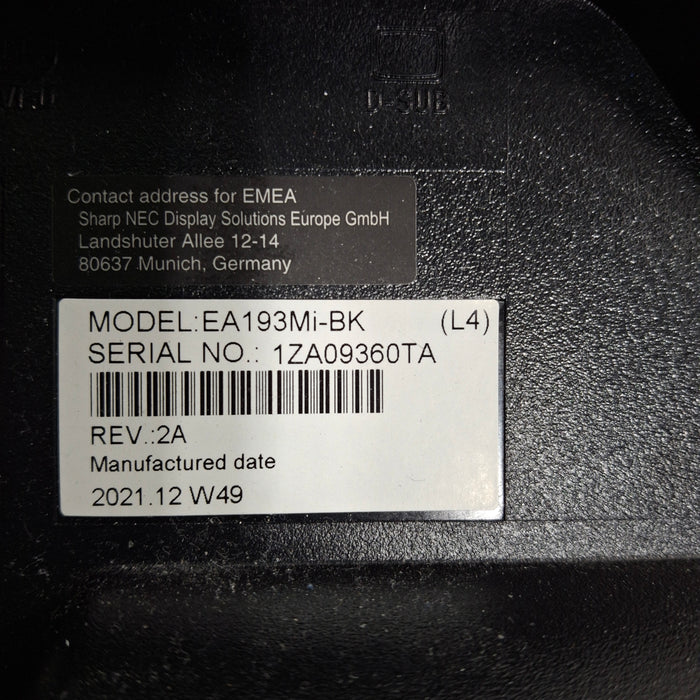 D-SUB
Contact address for EMEA
Sharp NEC Display Solutions Europe GmbH
Landshuter Allee 12-14
80637 Munich, Germany
MODEL:EA193Mi-BK (L4)
SERIAL NO.: 1ZA09360TA
REV.:2A
Manufactured date
2021.12 W49